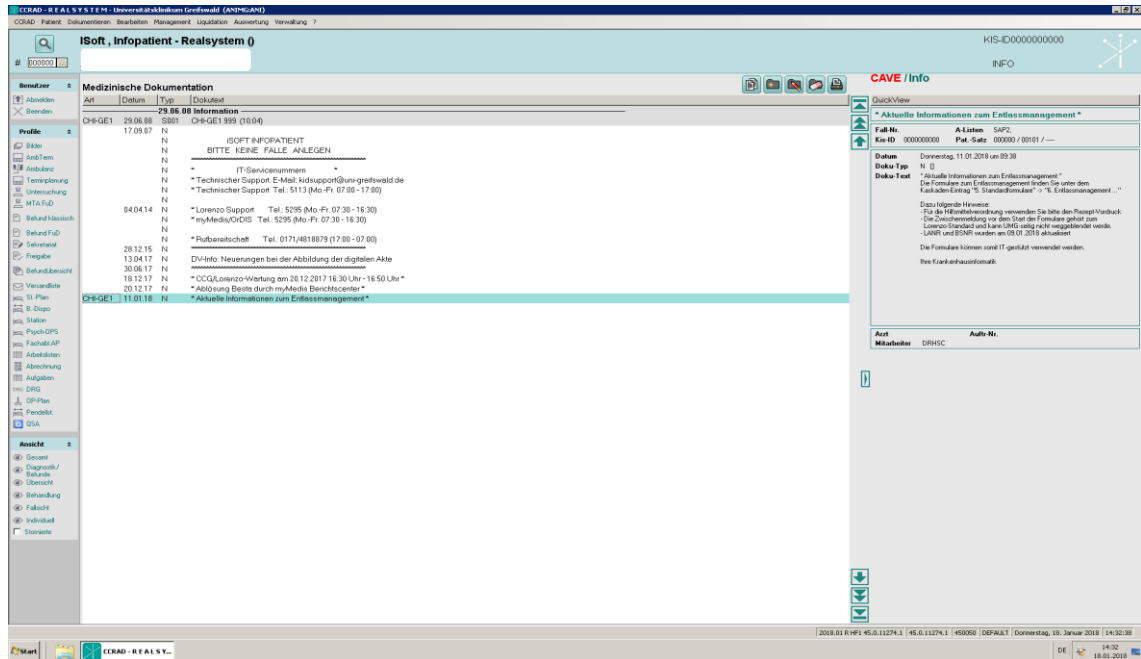 CCRAD - R E A L S Y S T E M - Universitätsklinikum Greifswald (ANIMG:ANI)
CCRAD Patient Dokumentieren Bearbeiten Management Liquidation Auswertung Verwaltung ?
ISoft , Infopatient - Realsystem ()
KIS-ID0000000000
# 000000 ...
INFO
Benutzer
Abmelden
Beenden
Profile
Bilder
AmbTerm
Ambulanz
Terminplanung
Untersuchung
MTA FuD
Befund klassisch
Befund FuD
Sekretariat
Freigabe
Befundübersicht
Versandliste
St.-Plan
B.-Dispo
Station
Psych-OPS
Fachabt.AP
Arbeitslisten
Abrechnung
Aufgaben
DRG DRG
OP-Plan
Pendellst.
QSA
Ansicht
Gesamt
Diagnostik/
Befunde
Übersicht
Behandlung
Fallsicht
Individuell
Stornierte
Medizinische Dokumentation
Art Datum Typ Dokutext
29.06.08 Information
CHI-GE1 29.06.08 S001 CHI-GE1 999 (10:04)
17.09.07 N
N iSOFT INFOPATIENT
N BITTE KEINE FÄLLE ANLEGEN
N
N * IT-Servicenummern *
N * Technischer Support E-Mail: kidsupport@uni-greifswald.de
N * Technischer Support Tel.: 5113 (Mo.-Fr. 07:00 - 17:00)
N
04.04.14 N * Lorenzo Support Tel.: 5295 (Mo.-Fr. 07:30 - 16:30)
N * myMedis/OrDIS Tel.: 5295 (Mo.-Fr. 07:30 - 16:30)
N
N * Rufbereitschaft Tel.: 0171/4818879 (17:00 - 07:00)
28.12.15 N
13.04.17 N DV-Info: Neuerungen bei der Abbildung der digitalen Akte
30.06.17 N
18.12.17 N * CCG/Lorenzo-Wartung am 20.12.2017 16:30 Uhr - 16:50 Uhr *
20.12.17 N * Ablösung Besta durch myMedis Berichtscenter *
CHI-GE1 11.01.18 N * Aktuelle Informationen zum Entlassmanagement *
CAVE / Info
QuickView
* Aktuelle Informationen zum Entlassmanagement *
Fall-Nr. A-Listen SAP2,
Kis-ID 0000000000 Pat.-Satz 000000 / 00101 / ---
Datum Donnerstag, 11.01.2018 um 09:38
Doku-Typ N []
Doku-Text * Aktuelle Informationen zum Entlassmanagement *
Die Formulare zum Entlassmanagement finden Sie unter dem
Kaskaden-Eintrag "5. Standardformulare" -> "6. Entlassmanagement ..."
Dazu folgende Hinweise:
- Für die Hilfmittelverordnung verwenden Sie bitte den Rezept-Vordruck
- Die Zwischenmeldung vor dem Start der Formulare gehört zum
Lorenzo-Standard und kann UMG-seitig nicht weggeblendet werde.
- LANR und BSNR wurden am 09.01.2018 aktualisiert
Die Formulare können somit IT-gestützt verwendet werden.
Ihre Krankenhausinformatik
Arzt Auftr-Nr.
Mitarbeiter DRHSC
2018.01 R HF1 45.0.11274.1 45.0.11274.1 450050 DEFAULT Donnerstag, 18. Januar 2018 14:32:38
Start
CCRAD - R E A L S Y...
DE
14:32
18.01.2018